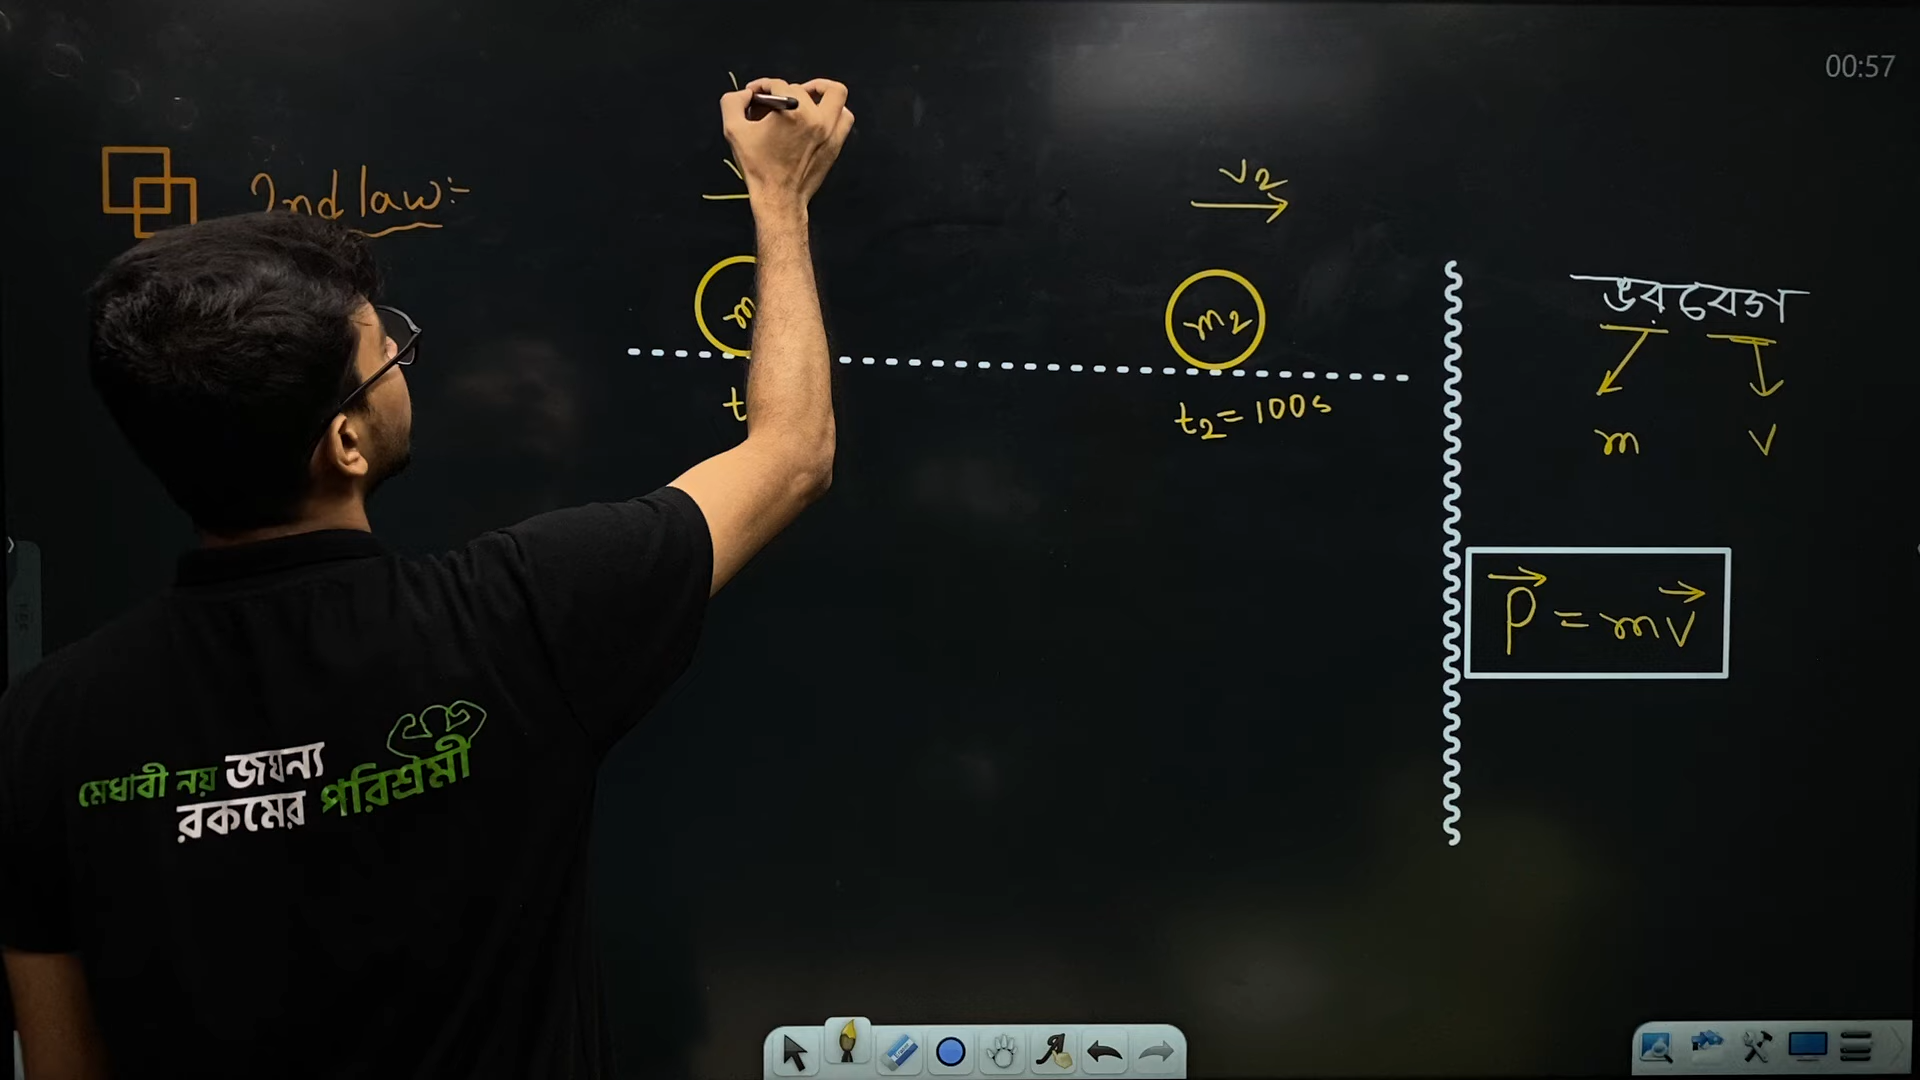 00:57
2nd law:-
v2
m2
t2 = 100s
t
ভরবেগ
m v
P = mv
মেধাবী নয় জঘন্য
রকমের পরিশ্রমী